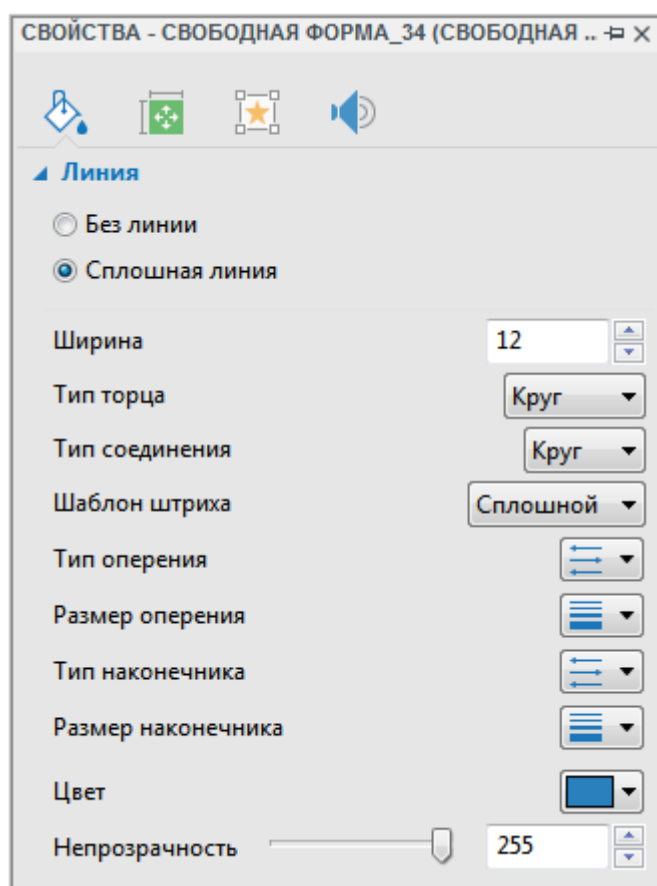 СВОЙСТВА - СВОБОДНАЯ ФОРМА_34 (СВОБОДНАЯ ..
Линия
Без линии
Сплошная линия
Ширина 12
Тип торца Круг
Тип соединения Круг
Шаблон штриха Сплошной
Тип оперения
Размер оперения
Тип наконечника
Размер наконечника
Цвет
Непрозрачность 255